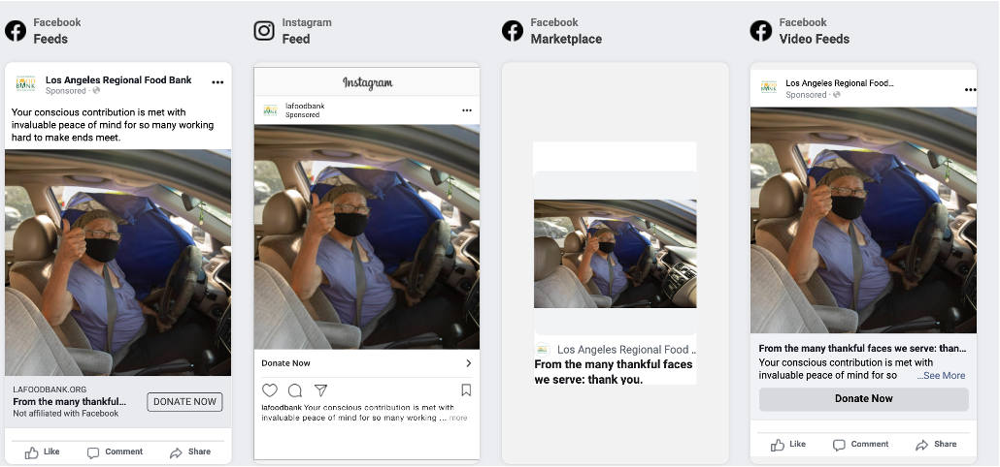 Facebook
Feeds
Los Angeles Regional Food Bank
Sponsored ·
Your conscious contribution is met with
invaluable peace of mind for so many working
hard to make ends meet.
LAFOODBANK.ORG
From the many thankful...
Not affiliated with Facebook
DONATE NOW
Like
Comment
Share
Instagram
Feed
Instagram
lafoodbank
Sponsored
Donate Now
lafoodbank Your conscious contribution is met with
invaluable peace of mind for so many working ... more
Facebook
Marketplace
Los Angeles Regional Food ..
From the many thankful faces
we serve: thank you.
Facebook
Video Feeds
Los Angeles Regional Food...
Sponsored ·
From the many thankful faces we serve: than...
Your conscious contribution is met with
invaluable peace of mind for so ...See More
Donate Now
Like
Comment
Share